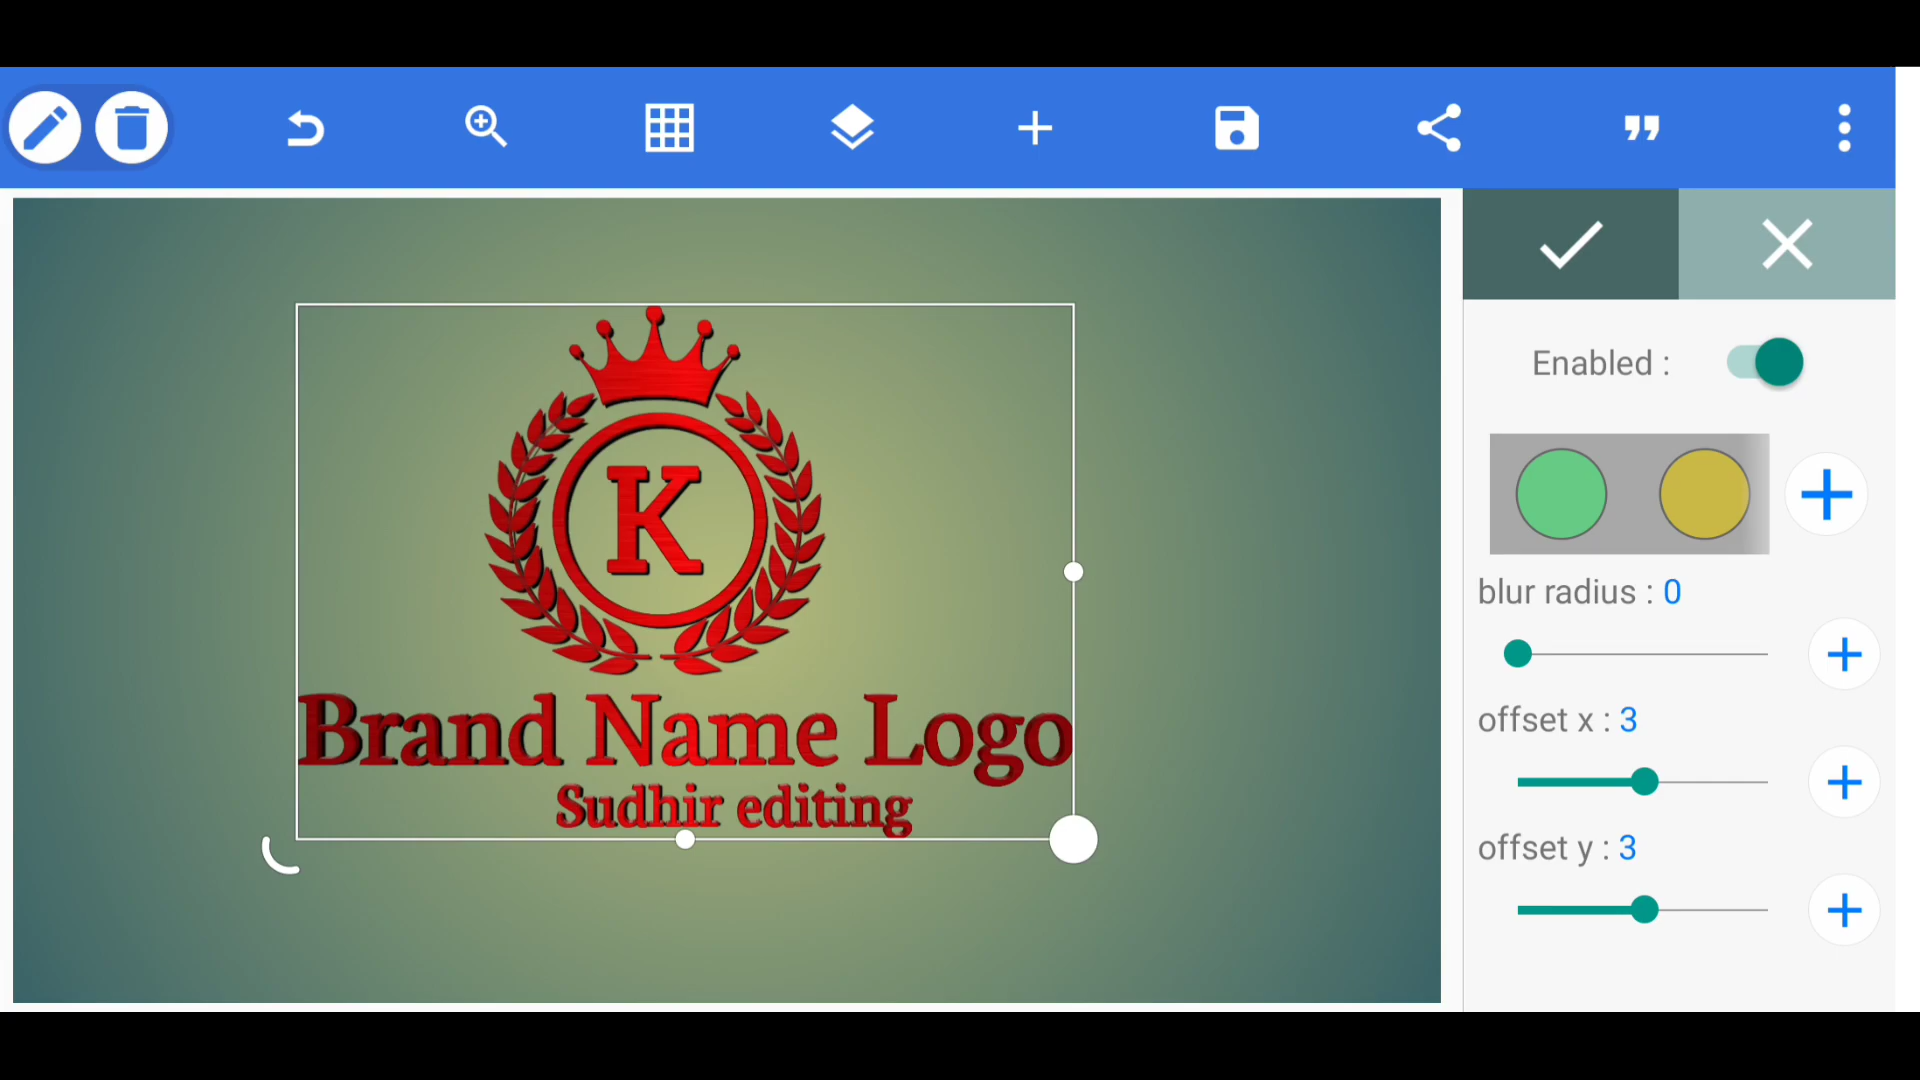 Enabled :
K
blur radius : 0
offset x : 3
Brand Name Logo
Sudhir editing
offset y : 3